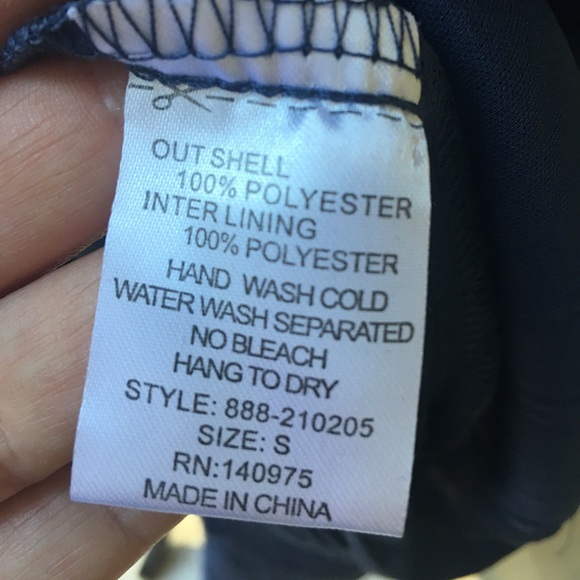 OUT SHELL
100% POLYESTER
INTER LINING
100% POLYESTER
HAND WASH COLD
WATER WASH SEPARATED
NO BLEACH
HANG TO DRY
STYLE: 888-210205
SIZE: S
RN:140975
MADE IN CHINA